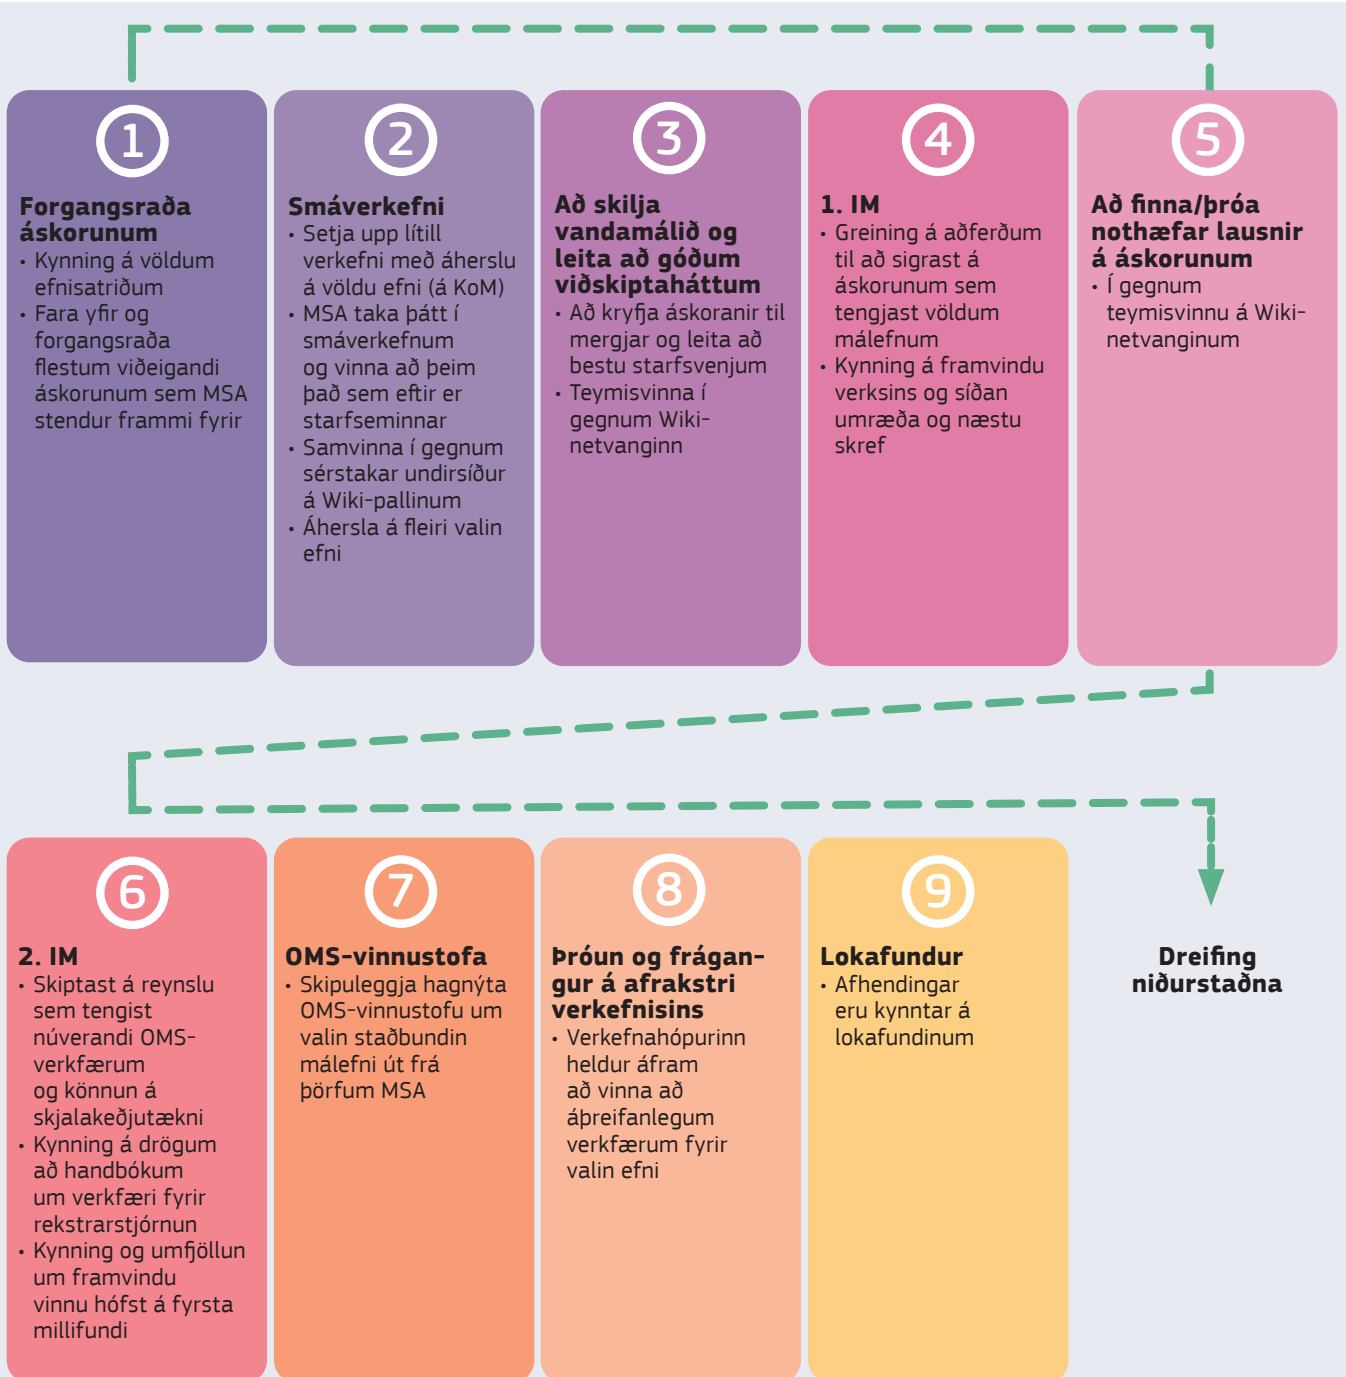 1
Forgangsraða
áskorunum
• Kynning á völdum
efnisatriðum
• Fara yfir og
forgangsraða
flestum viðeigandi
áskorunum sem MSA
stendur frammi fyrir
2
Smáverkefni
• Setja upp lítill
verkefni með áherslu
á völdu efni (á KoM)
• MSA taka þátt í
smáverkefnum
og vinna að þeim
það sem eftir er
starfseminnar
• Samvinna í gegnum
sérstakar undirsíður
á Wiki-pallinum
• Áhersla á fleiri valin
efni
3
Að skilja
vandamálið og
leita að góðum
viðskiptaháttum
• Að kryfja áskoranir til
mergjar og leita að
bestu starfsvenjum
• Teymisvinna í
gegnum Wiki-
netvanginn
4
1. IM
• Greining á aðferðum
til að sigrast á
áskorunum sem
tengjast völdum
málefnum
• Kynning á framvindu
verksins og síðan
umræða og næstu
skref
5
Að finna/þróa
nothæfar lausnir
á áskorunum
• Í gegnum
teymisvinnu á Wiki-
netvanginum
6
2. IM
• Skiptast á reynslu
sem tengist
núverandi OMS-
verkfærum
og könnun á
skjalakeðjutækni
• Kynning á drögum
að handbókum
um verkfæri fyrir
rekstrarstjórnun
• Kynning og umfjöllun
um framvindu
vinnu hófst á fyrsta
millifundi
7
OMS-vinnustofa
• Skipuleggja hagnýta
OMS-vinnustofu um
valin staðbundin
málefni út frá
þörfum MSA
8
Þróun og frágan-
gur á afrakstri
verkefnisins
• Verkefnahópurinn
heldur áfram
að vinna að
áþreifanlegum
verkfærum fyrir
valin efni
9
Lokafundur
• Afhendingar
eru kynntar á
lokafundinum
Dreifing
niðurstaðna